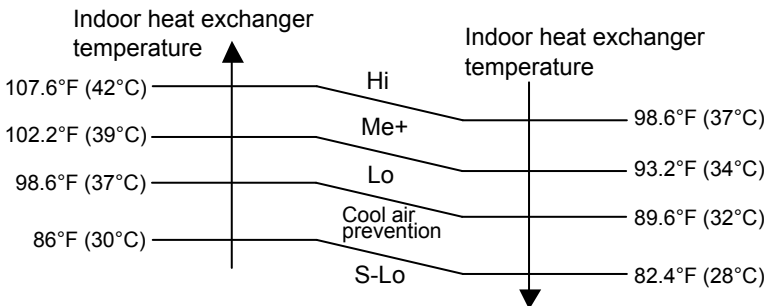 Indoor heat exchanger
temperature
107.6°F (42°C)
102.2°F (39°C)
98.6°F (37°C)
86°F (30°C)
Hi
Me+
Lo
Cool air
prevention
S-Lo
Indoor heat exchanger
temperature
98.6°F (37°C)
93.2°F (34°C)
89.6°F (32°C)
82.4°F (28°C)